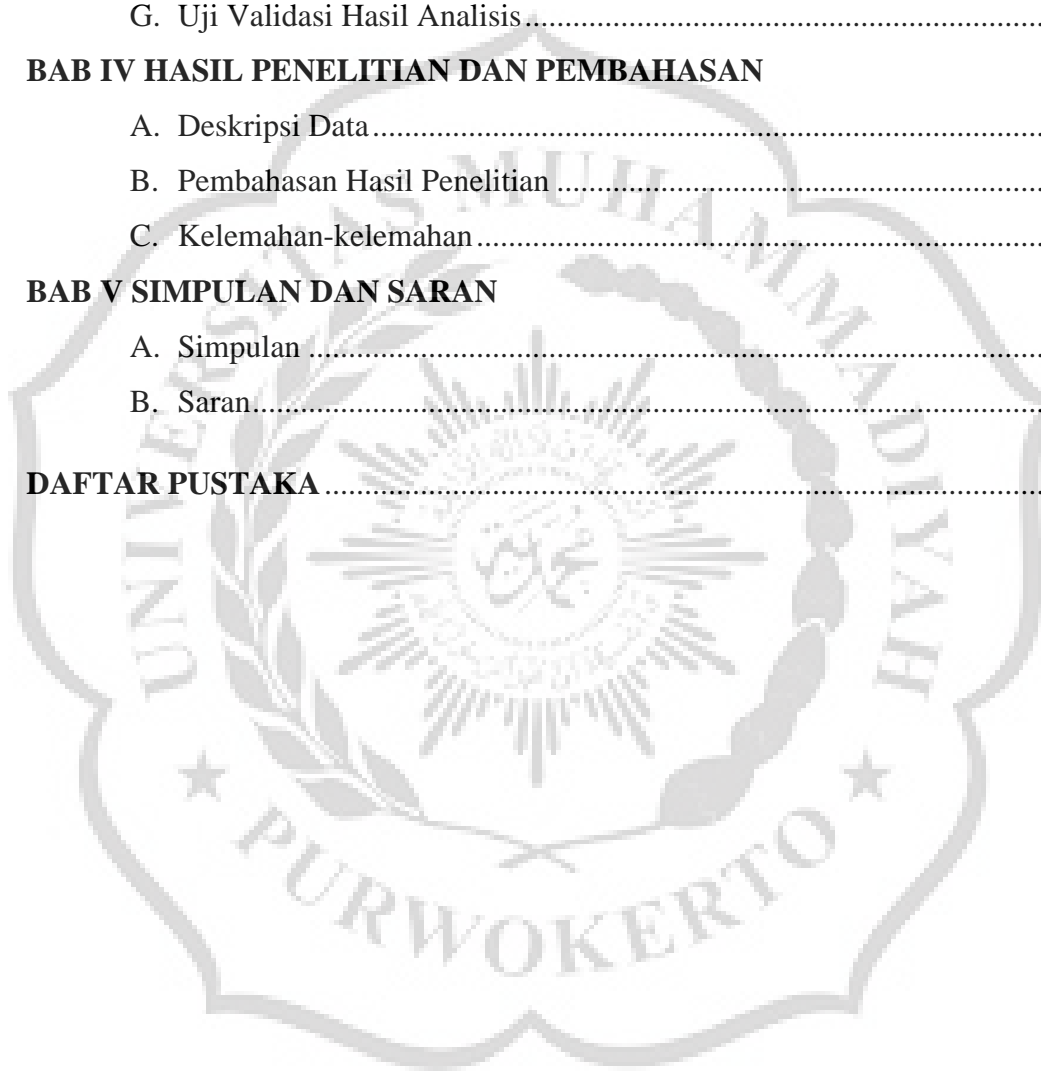 G. Uji Validasi Hasil Analisis
BAB IV HASIL PENELITIAN DAN PEMBAHASAN
A. Deskripsi Data
B. Pembahasan Hasil Penelitian
C. Kelemahan-kelemahan
BAB V SIMPULAN DAN SARAN
A. Simpulan
B. Saran
DAFTAR PUSTAKA
UNIVERSITAS MUHAMMADIYAH
PURWOKERTO